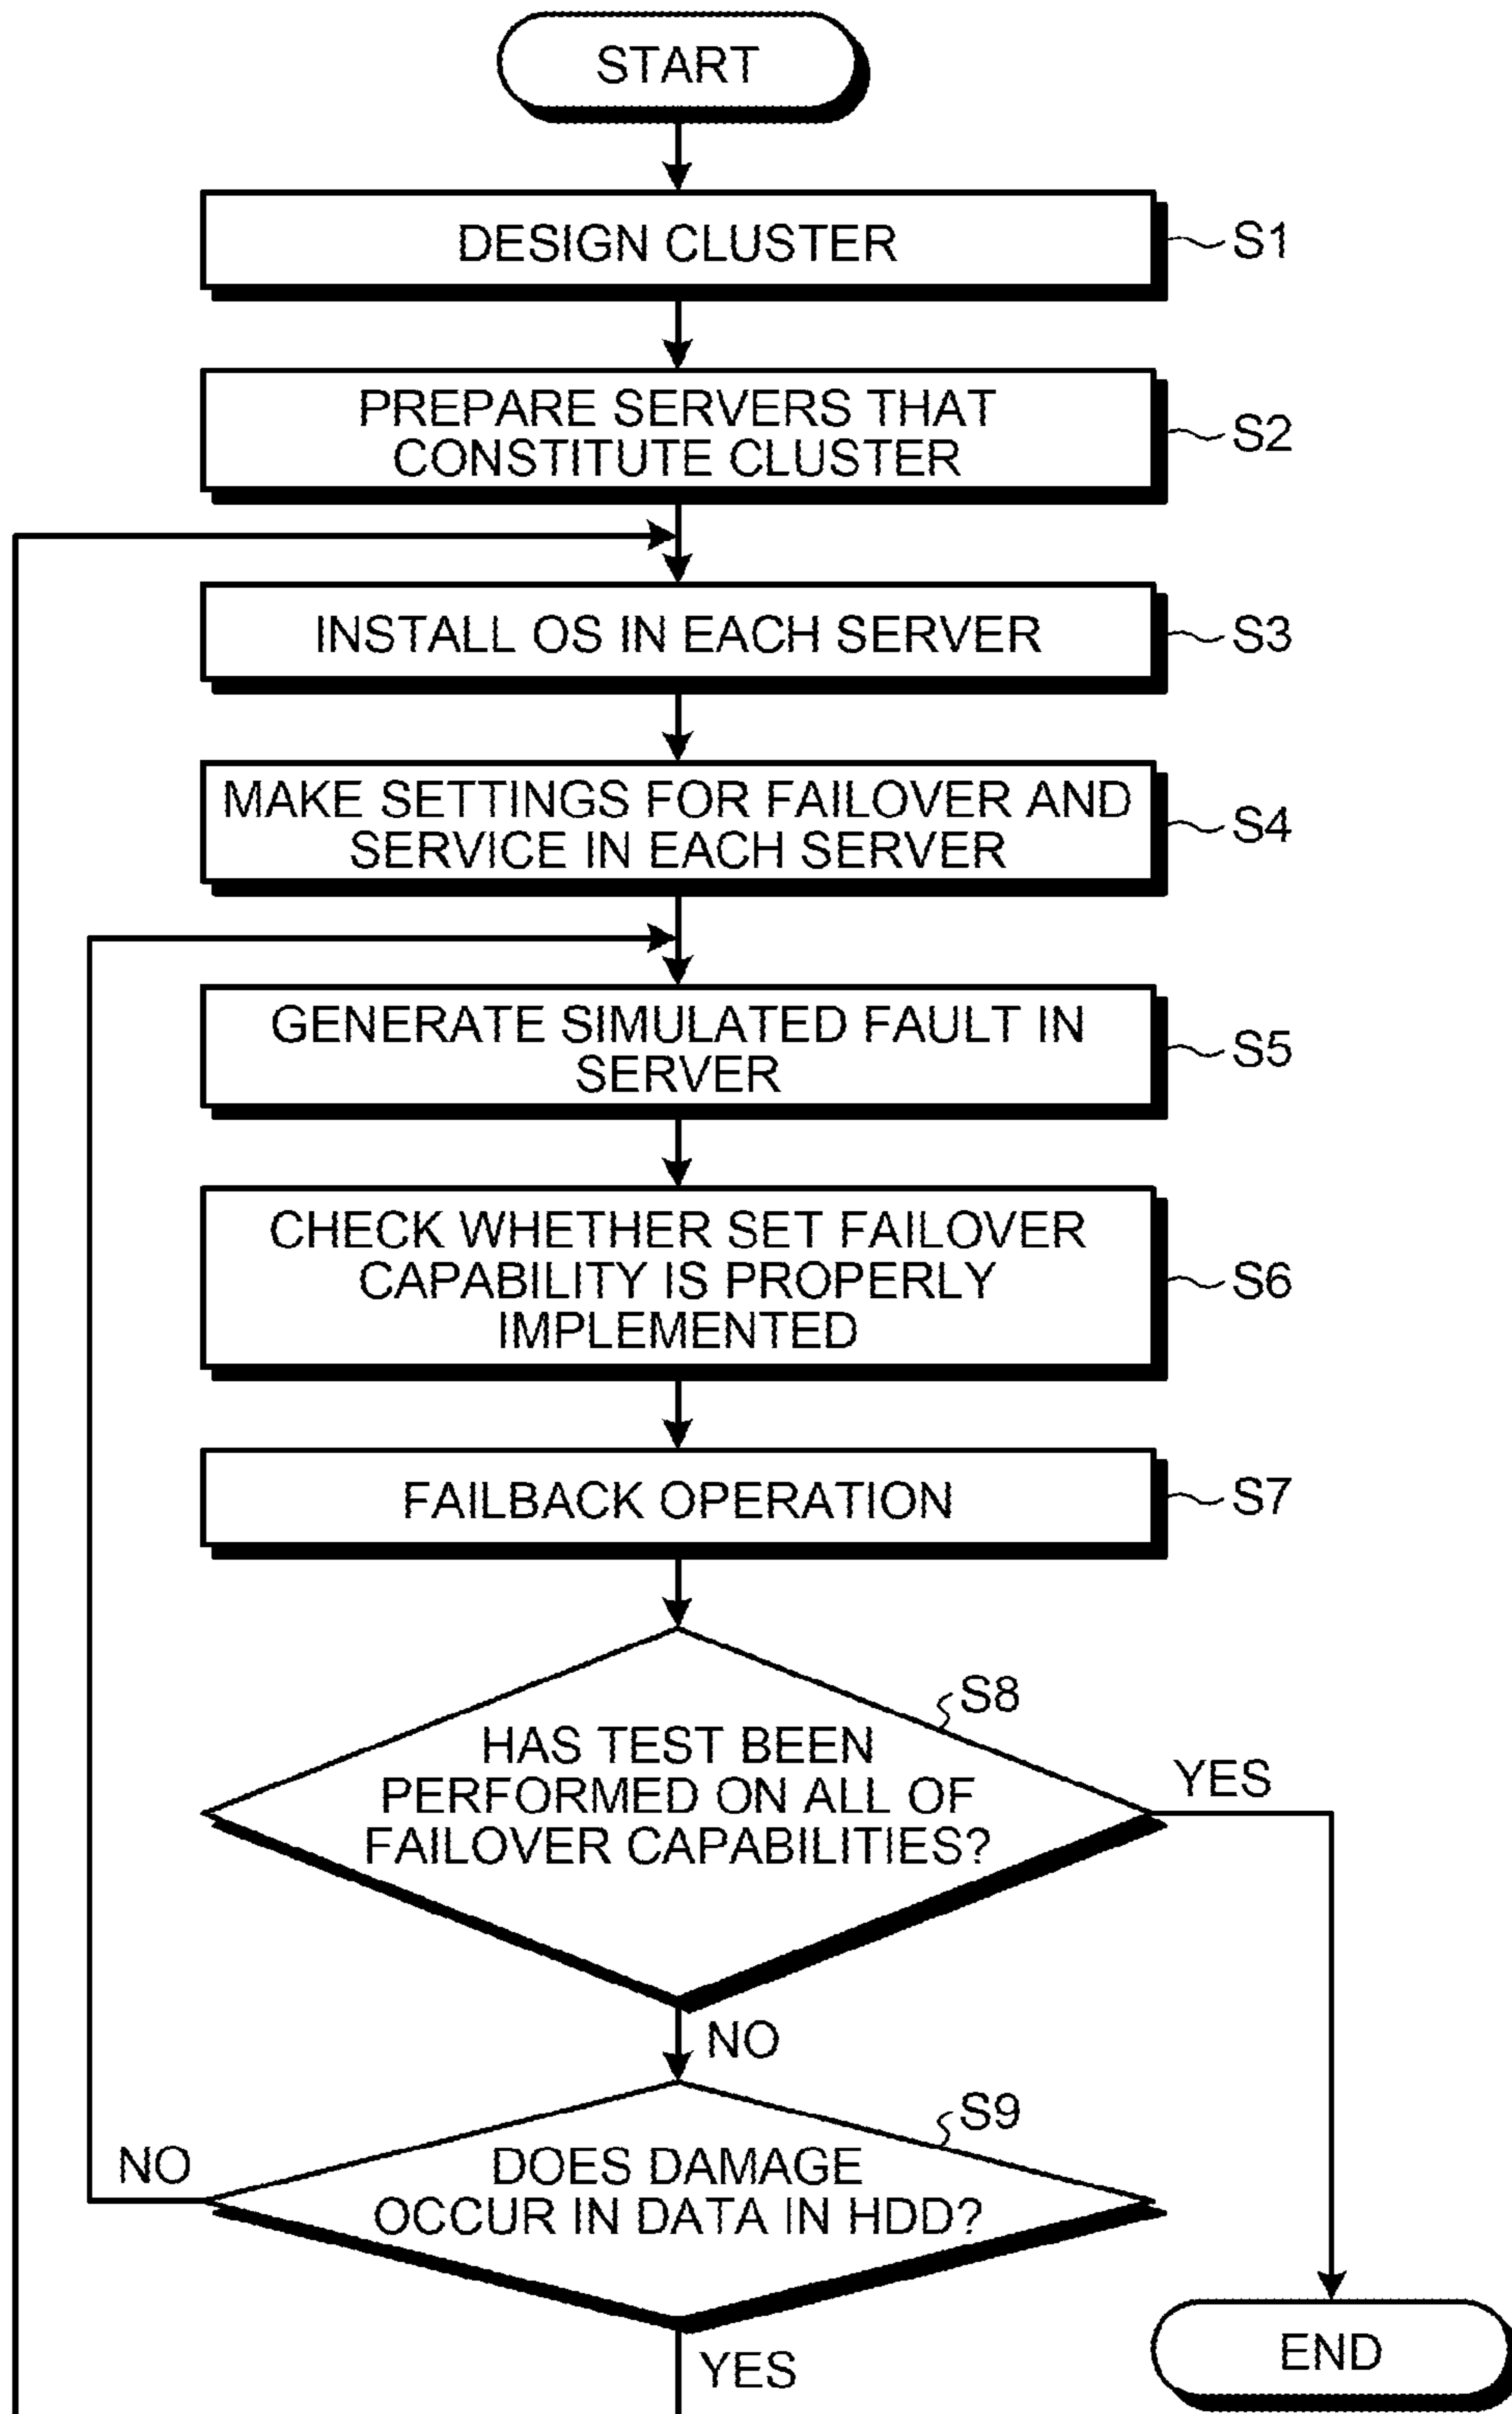 START
DESIGN CLUSTER
S1
PREPARE SERVERS THAT
CONSTITUTE CLUSTER
S2
INSTALL OS IN EACH SERVER
S3
MAKE SETTINGS FOR FAILOVER AND
SERVICE IN EACH SERVER
S4
GENERATE SIMULATED FAULT IN
SERVER
S5
CHECK WHETHER SET FAILOVER
CAPABILITY IS PROPERLY
IMPLEMENTED
S6
FAILBACK OPERATION
S7
S8
HAS TEST BEEN
PERFORMED ON ALL OF
FAILOVER CAPABILITIES?
YES
NO
S9
DOES DAMAGE
OCCUR IN DATA IN HDD?
NO
YES
END